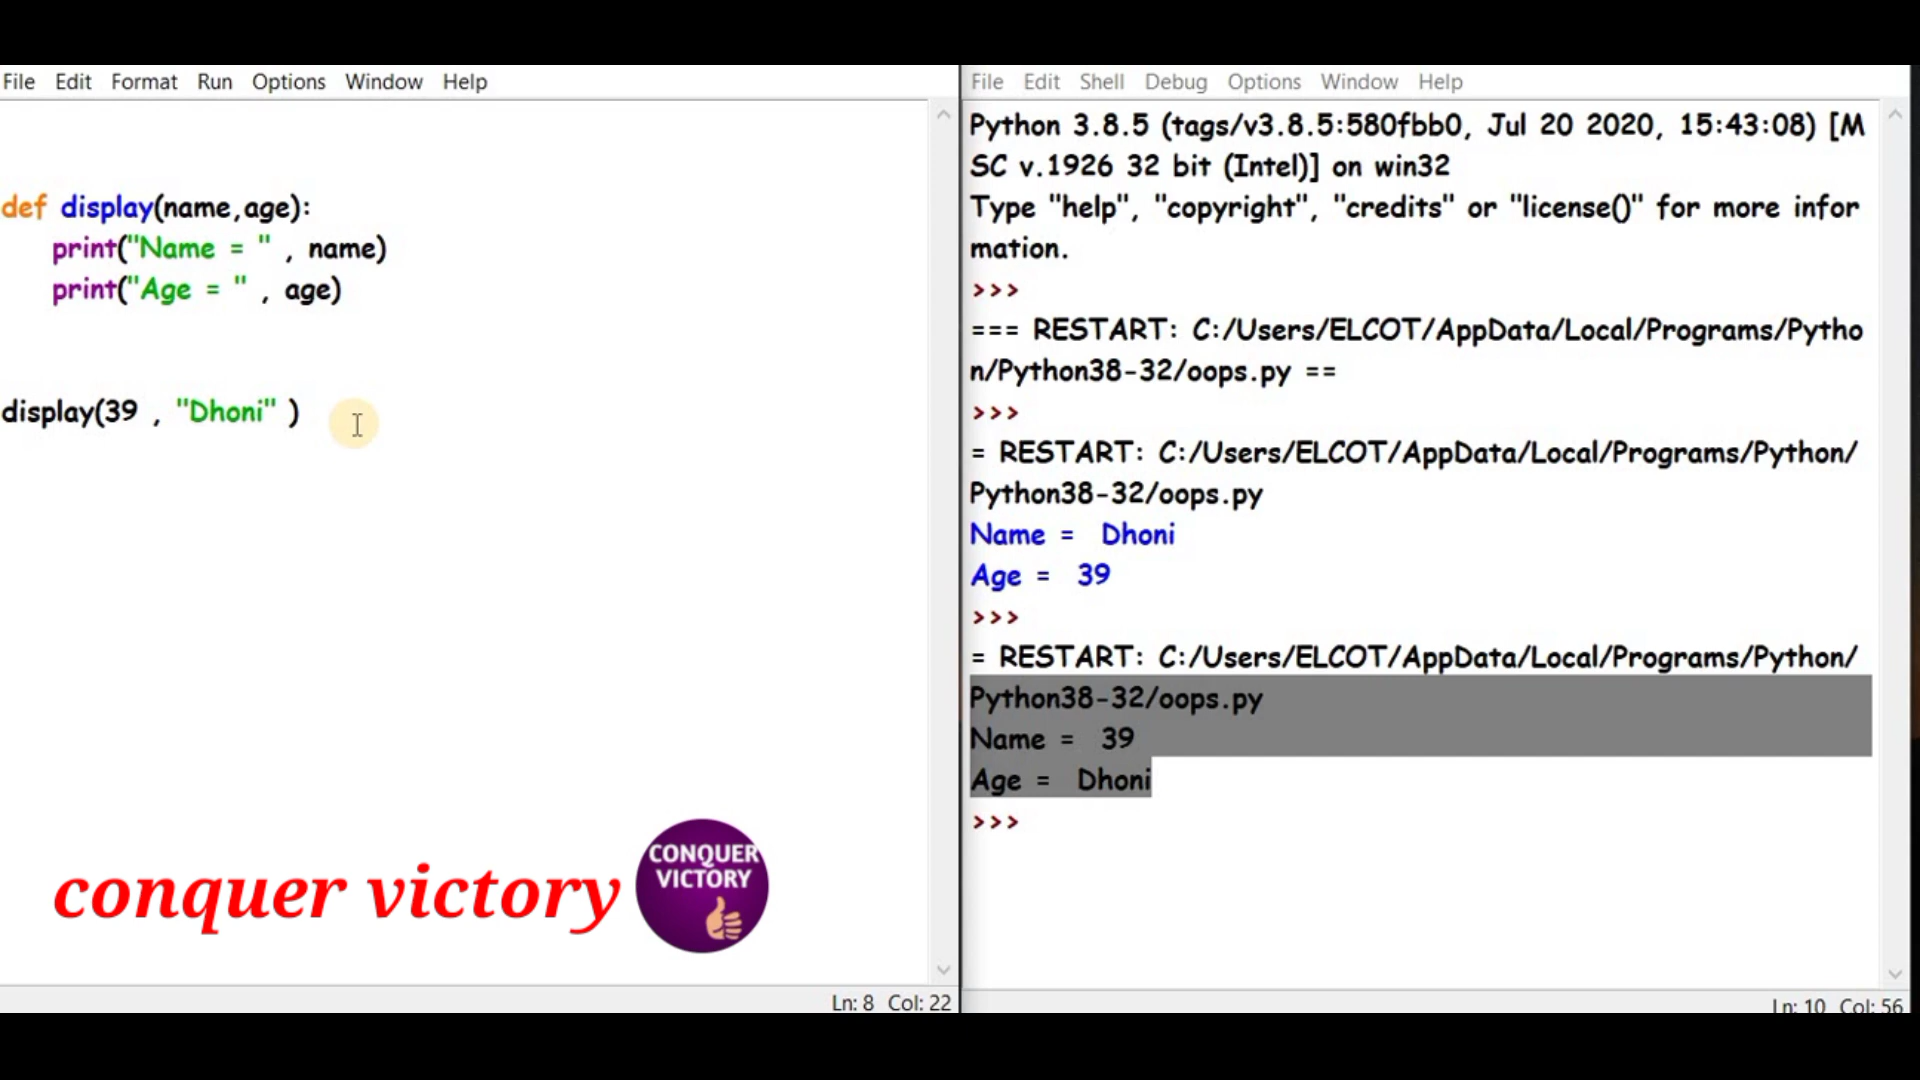 File Edit Format Run Options Window Help
def display(name,age):
print("Name = " , name)
print("Age = " , age)
display(39 , "Dhoni" )
conquer victory
CONQUER
VICTORY
Ln: 8 Col: 22
File Edit Shell Debug Options Window Help
Python 3.8.5 (tags/v3.8.5:580fbb0, Jul 20 2020, 15:43:08) [M
SC v.1926 32 bit (Intel)] on win32
Type "help", "copyright", "credits" or "license()" for more infor
mation.
>>>
=== RESTART: C:/Users/ELCOT/AppData/Local/Programs/Pytho
n/Python38-32/oops.py ==
>>>
= RESTART: C:/Users/ELCOT/AppData/Local/Programs/Python/
Python38-32/oops.py
Name = Dhoni
Age = 39
>>>
= RESTART: C:/Users/ELCOT/AppData/Local/Programs/Python/
Python38-32/oops.py
Name = 39
Age = Dhoni
>>>
Ln: 10 Col: 56